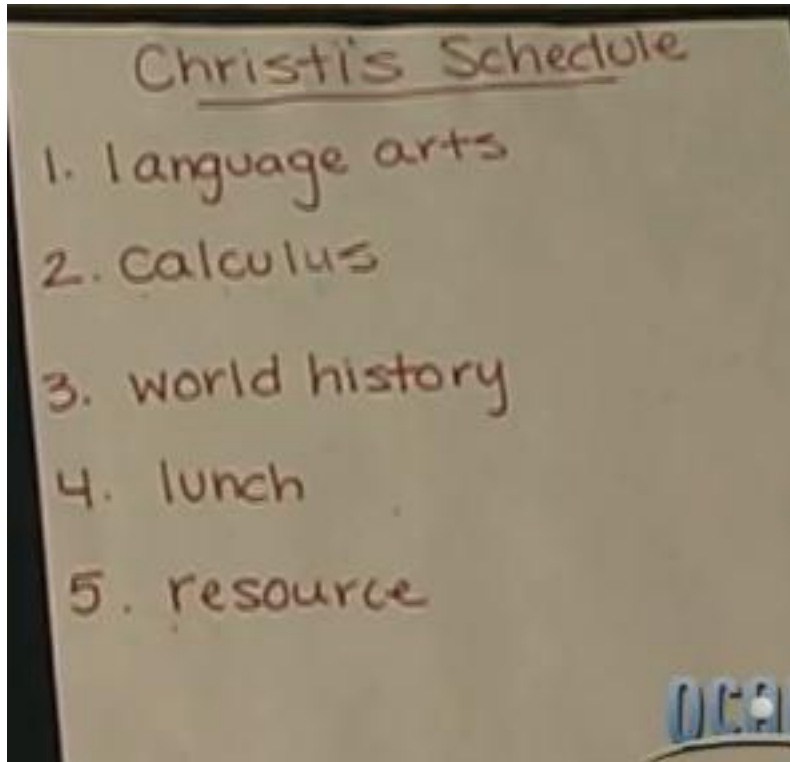 Christi's Schedule
1. language arts
2. calculus
3. world history
4. lunch
5. resource